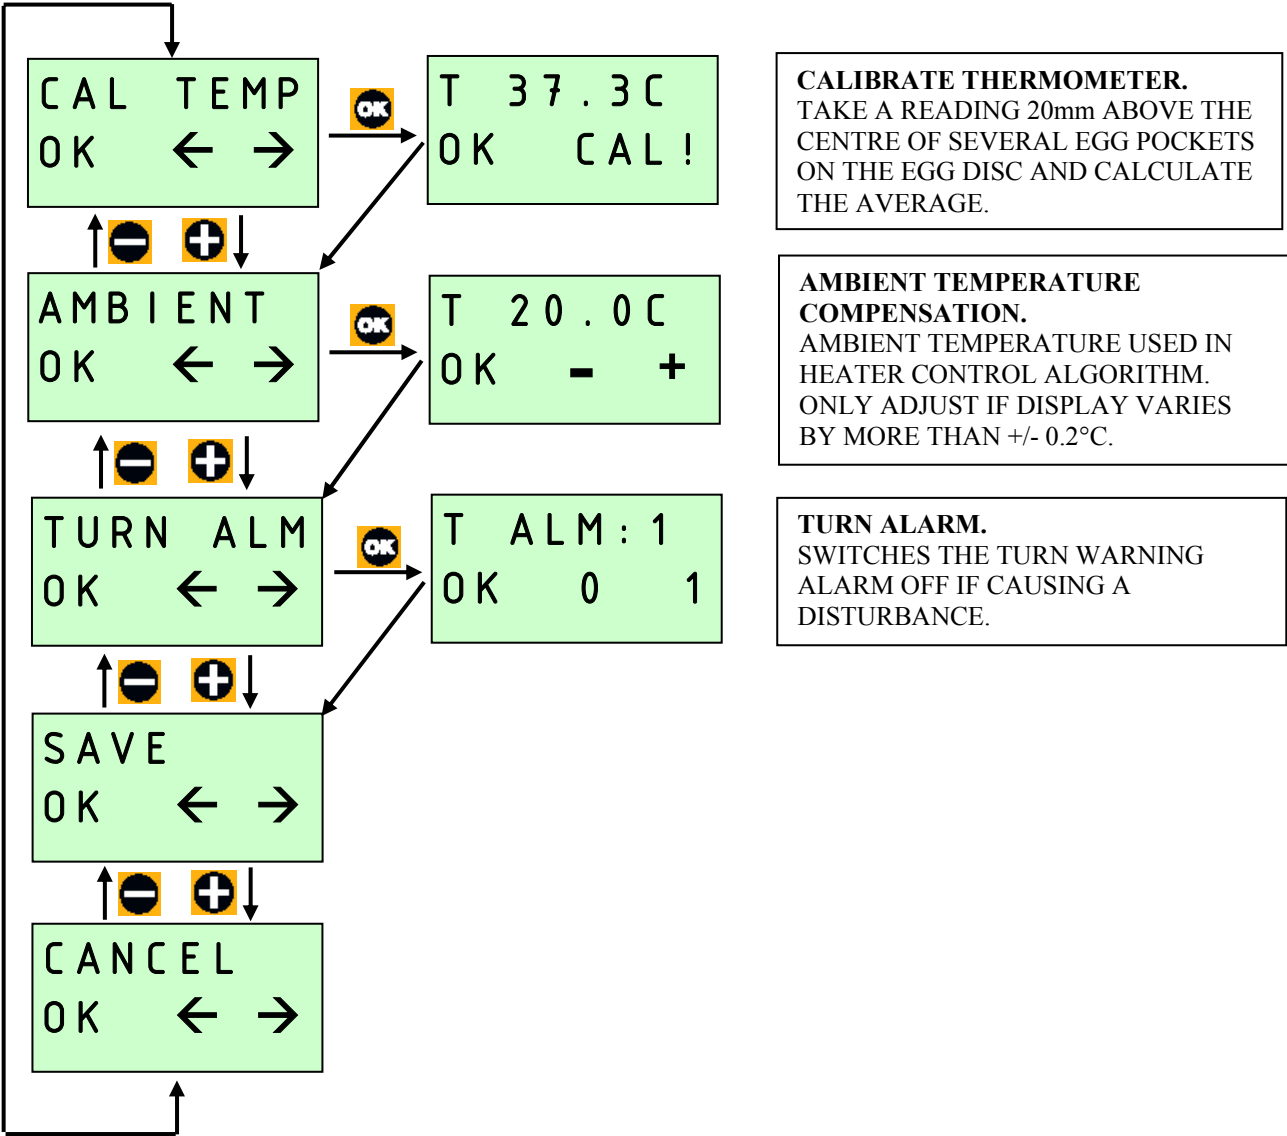 CAL TEMP
OK ← →
OK
T 37.3C
OK CAL!
CALIBRATE THERMOMETER.
TAKE A READING 20mm ABOVE THE
CENTRE OF SEVERAL EGG POCKETS
ON THE EGG DISC AND CALCULATE
THE AVERAGE.
AMBIENT
OK ← →
OK
T 20.0C
OK - +
AMBIENT TEMPERATURE
COMPENSATION.
AMBIENT TEMPERATURE USED IN
HEATER CONTROL ALGORITHM.
ONLY ADJUST IF DISPLAY VARIES
BY MORE THAN +/- 0.2°C.
TURN ALM
OK ← →
OK
T ALM:1
OK 0 1
TURN ALARM.
SWITCHES THE TURN WARNING
ALARM OFF IF CAUSING A
DISTURBANCE.
SAVE
OK ← →
CANCEL
OK ← →